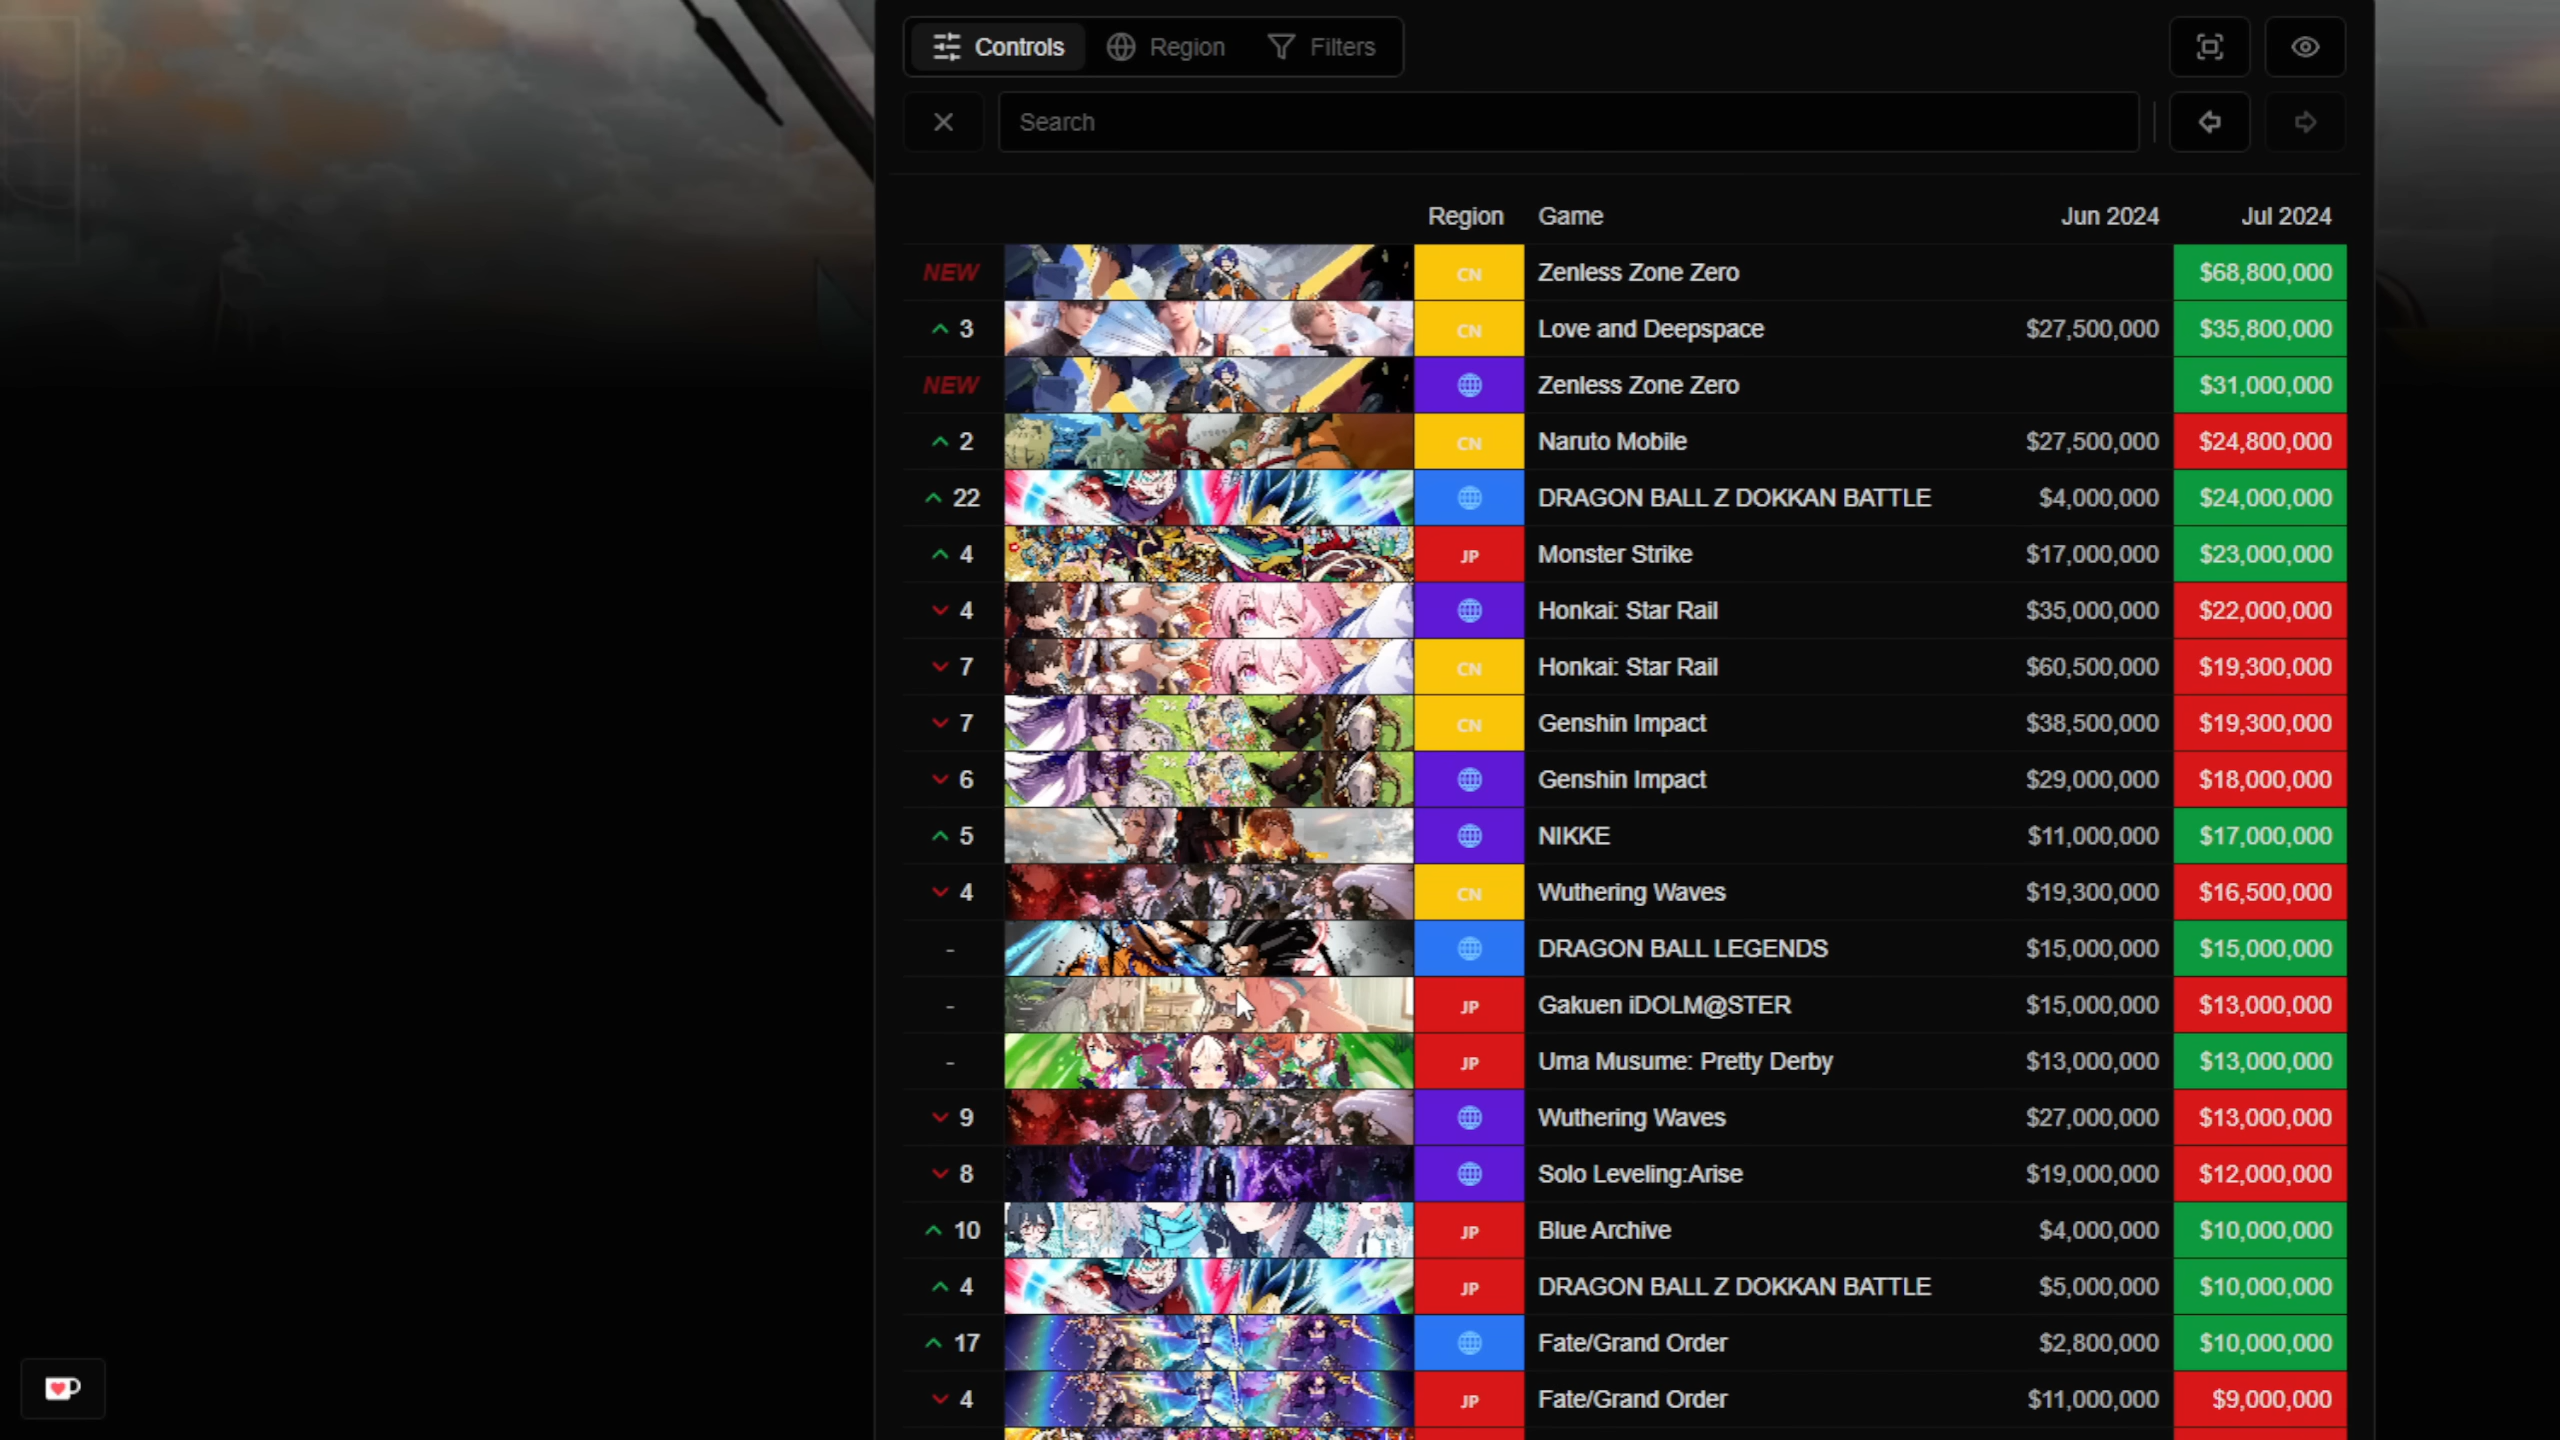 Controls Region Filters
Search
Region Game Jun 2024 Jul 2024
NEW CN Zenless Zone Zero $68,800,000
3 CN Love and Deepspace $27,500,000 $35,800,000
NEW Zenless Zone Zero $31,000,000
2 CN Naruto Mobile $27,500,000 $24,800,000
22 DRAGON BALL Z DOKKAN BATTLE $4,000,000 $24,000,000
4 JP Monster Strike $17,000,000 $23,000,000
4 Honkai: Star Rail $35,000,000 $22,000,000
7 CN Honkai: Star Rail $60,500,000 $19,300,000
7 CN Genshin Impact $38,500,000 $19,300,000
6 Genshin Impact $29,000,000 $18,000,000
5 NIKKE $11,000,000 $17,000,000
4 CN Wuthering Waves $19,300,000 $16,500,000
- DRAGON BALL LEGENDS $15,000,000 $15,000,000
- JP Gakuen iDOLM@STER $15,000,000 $13,000,000
- JP Uma Musume: Pretty Derby $13,000,000 $13,000,000
9 Wuthering Waves $27,000,000 $13,000,000
8 Solo Leveling:Arise $19,000,000 $12,000,000
10 JP Blue Archive $4,000,000 $10,000,000
4 JP DRAGON BALL Z DOKKAN BATTLE $5,000,000 $10,000,000
17 Fate/Grand Order $2,800,000 $10,000,000
4 JP Fate/Grand Order $11,000,000 $9,000,000